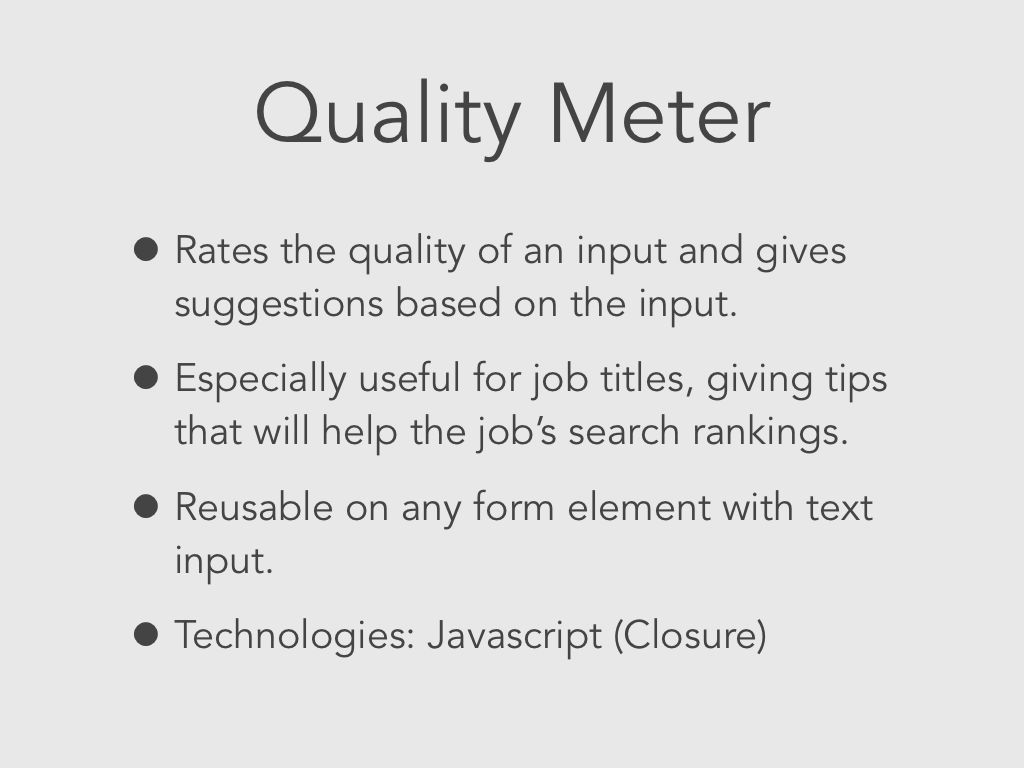 Quality Meter
● Rates the quality of an input and gives
suggestions based on the input.
● Especially useful for job titles, giving tips
that will help the job’s search rankings.
● Reusable on any form element with text
input.
● Technologies: Javascript (Closure)